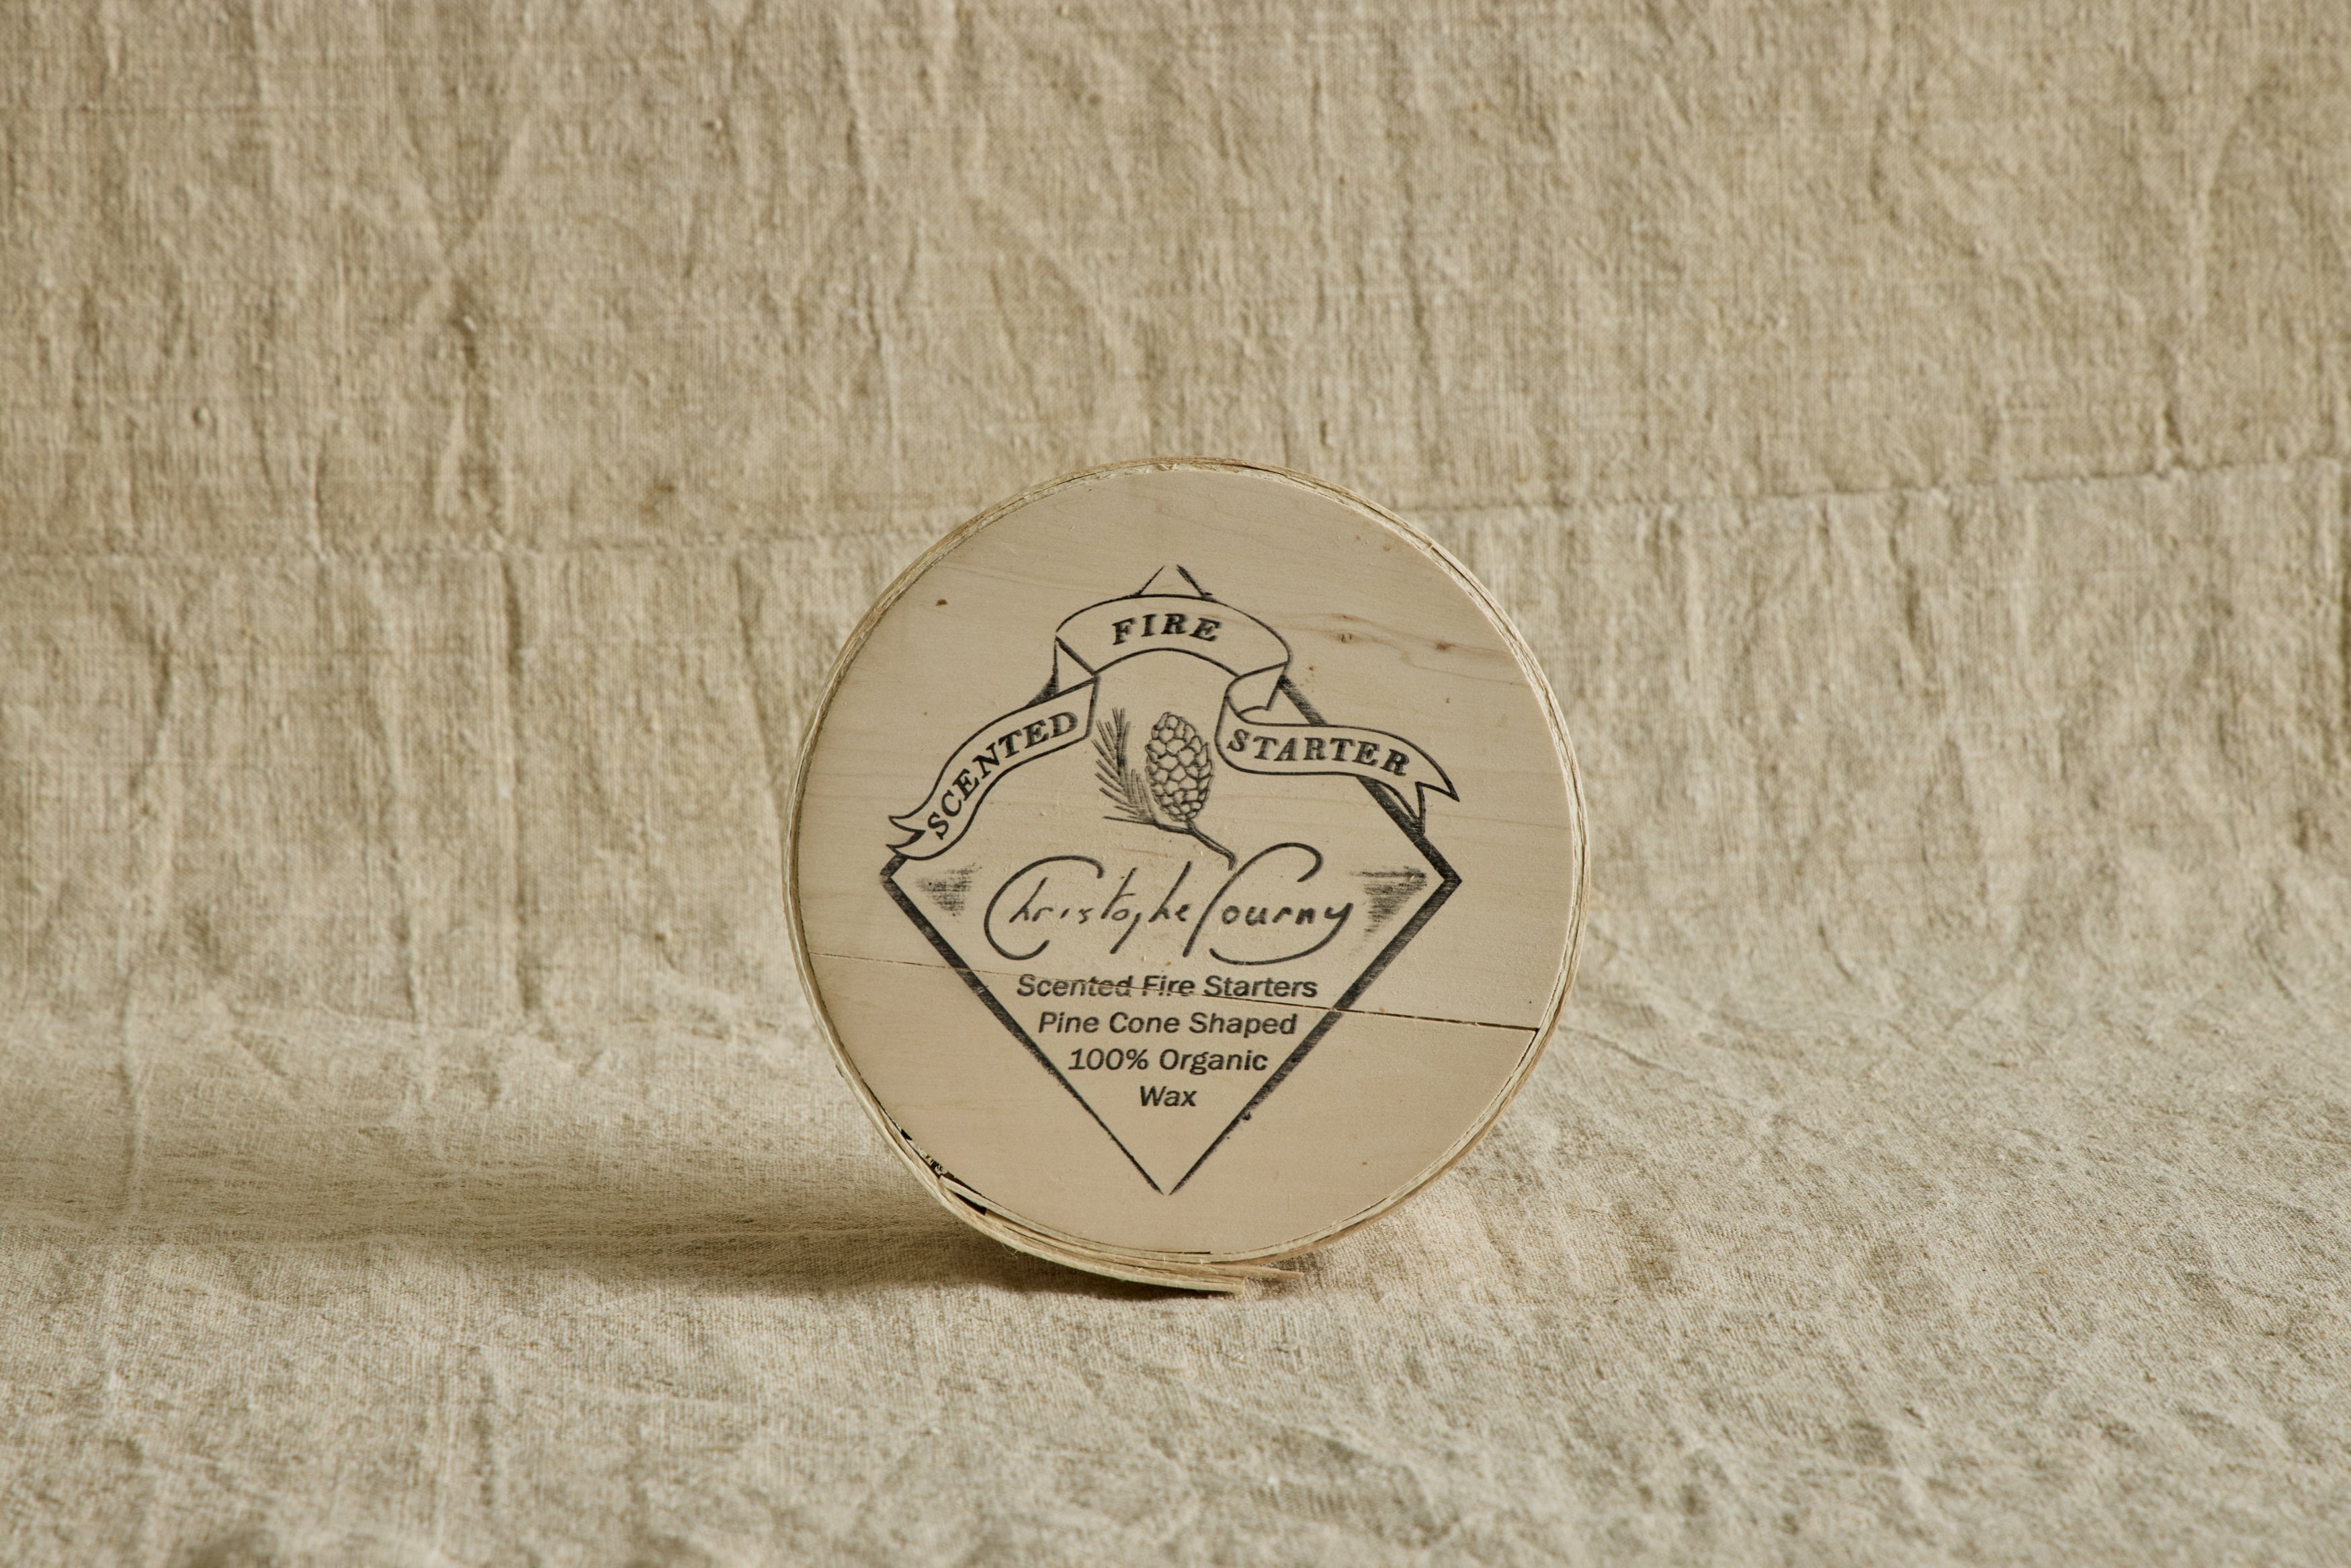 SCENTED FIRE STARTER
Christophe Pourny
Scented Fire Starters
Pine Cone Shaped
100% Organic
Wax